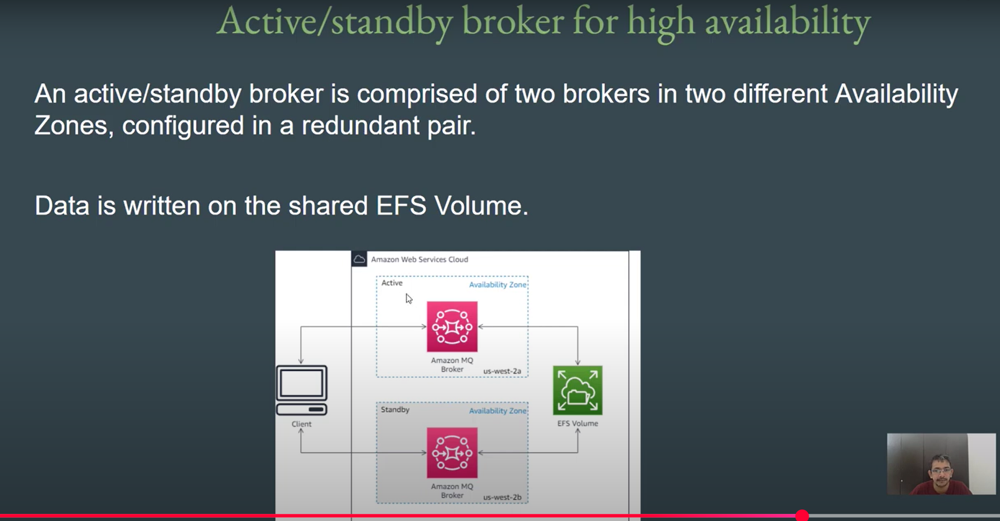 Active/standby broker for high availability
An active/standby broker is comprised of two brokers in two different Availability
Zones, configured in a redundant pair.
Data is written on the shared EFS Volume.
Amazon Web Services Cloud
Active
Availability Zone
Amazon MQ
Broker
us-west-2a
Client
EFS Volume
Standby
Availability Zone
Amazon MQ
Broker
us-west-2b